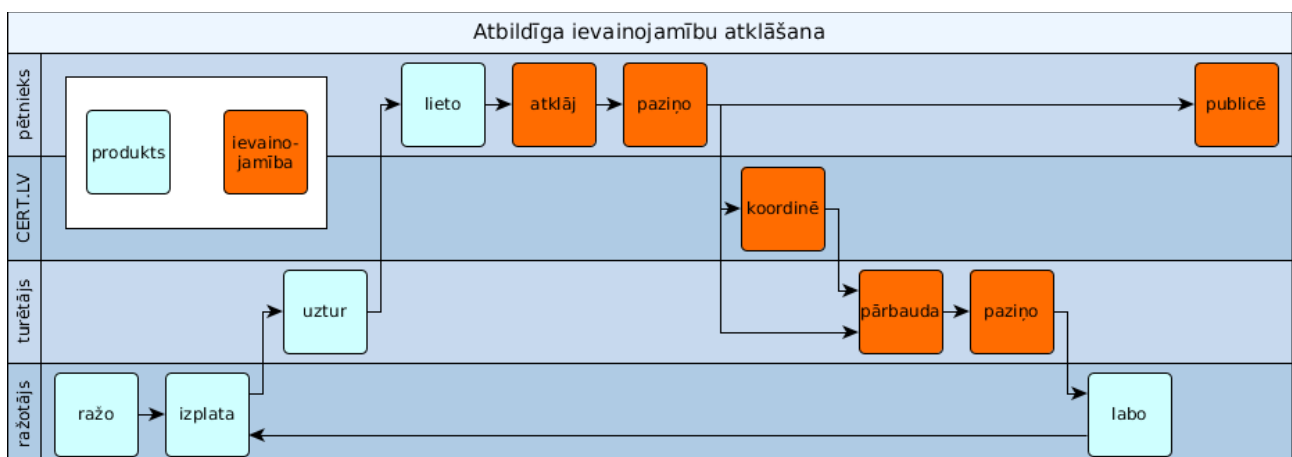 Atbildīga ievainojamību atklāšana
pētnieks
produkts
ievaino-
jamība
lieto
atklāj
paziņo
publicē
CERT.LV
koordinē
turētājs
uztur
pārbauda
paziņo
ražotājs
ražo
izplata
labo